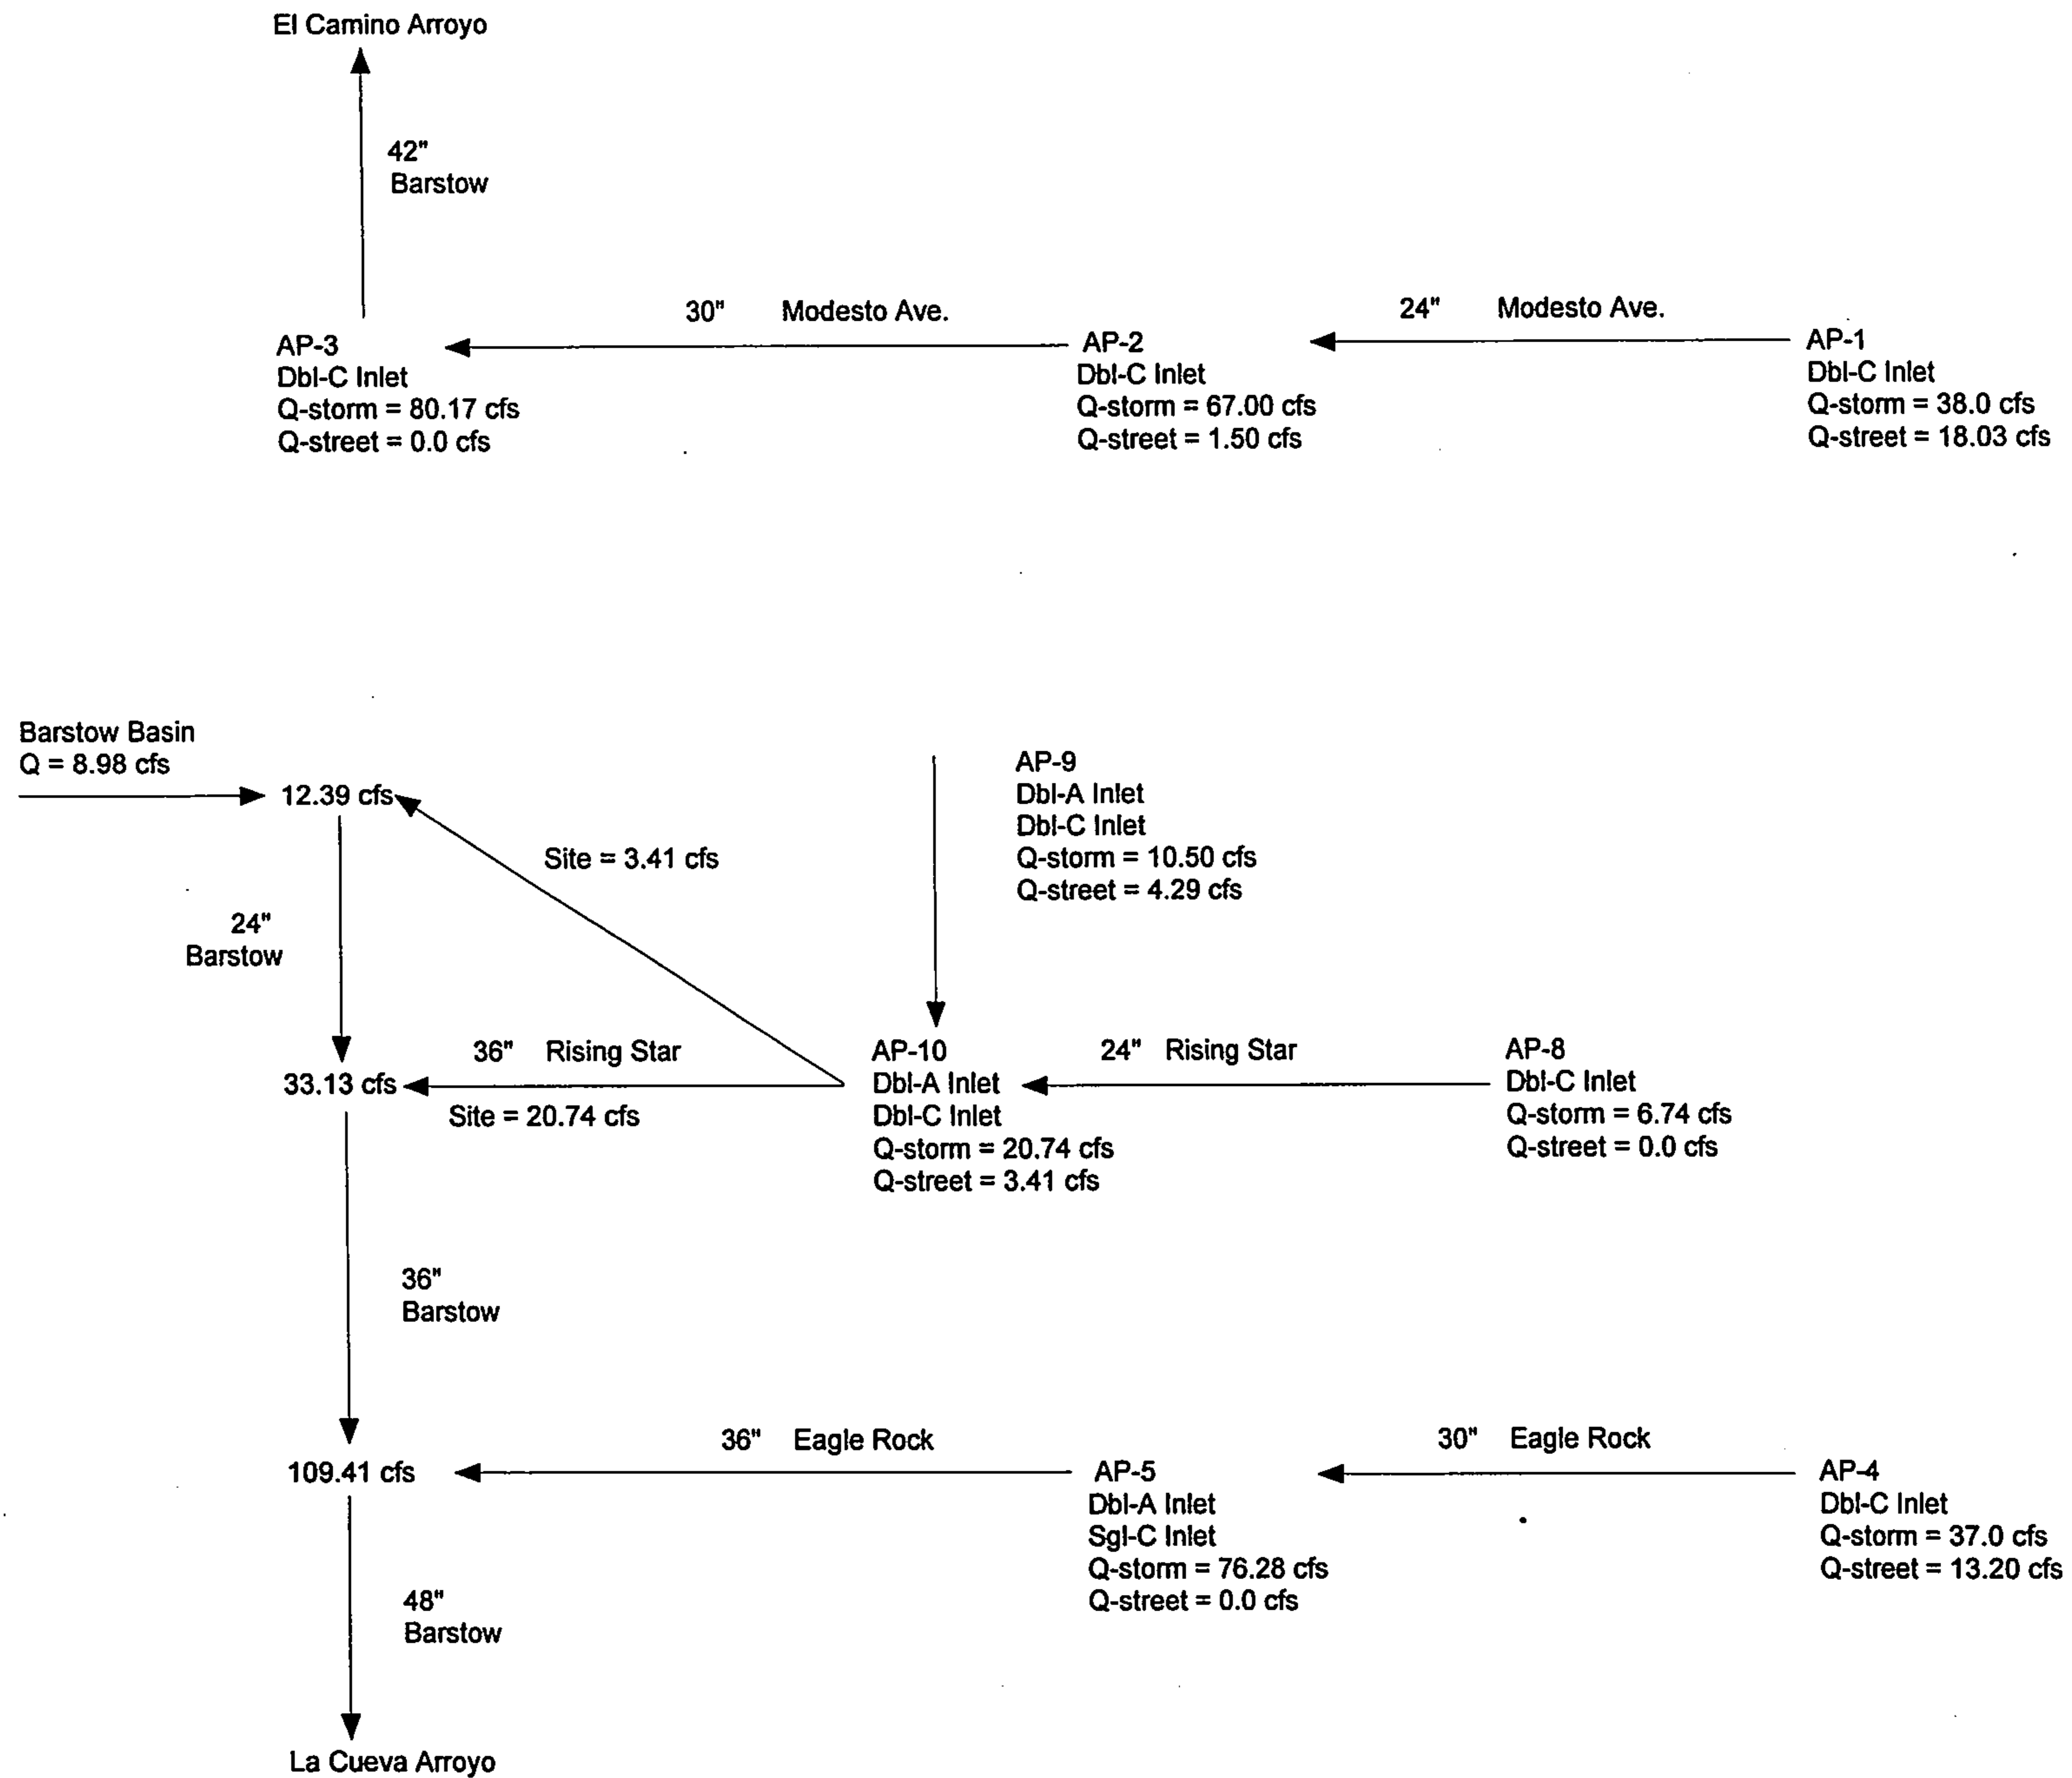 El Camino Arroyo
42"
Barstow
30" Modesto Ave.
24" Modesto Ave.
AP-3
Dbl-C Inlet
Q-storm = 80.17 cfs
Q-street = 0.0 cfs
AP-2
Dbl-C Inlet
Q-storm = 67.00 cfs
Q-street = 1.50 cfs
AP-1
Dbl-C Inlet
Q-storm = 38.0 cfs
Q-street = 18.03 cfs
Barstow Basin
Q = 8.98 cfs
12.39 cfs
Site = 3.41 cfs
AP-9
Dbl-A Inlet
Dbl-C Inlet
Q-storm = 10.50 cfs
Q-street = 4.29 cfs
24"
Barstow
33.13 cfs
36" Rising Star
Site = 20.74 cfs
AP-10
Dbl-A Inlet
Dbl-C Inlet
Q-storm = 20.74 cfs
Q-street = 3.41 cfs
24" Rising Star
AP-8
Dbl-C Inlet
Q-storm = 6.74 cfs
Q-street = 0.0 cfs
36"
Barstow
109.41 cfs
36" Eagle Rock
AP-5
Dbl-A Inlet
Sgl-C Inlet
Q-storm = 76.28 cfs
Q-street = 0.0 cfs
30" Eagle Rock
AP-4
Dbl-C Inlet
Q-storm = 37.0 cfs
Q-street = 13.20 cfs
48"
Barstow
La Cueva Arroyo